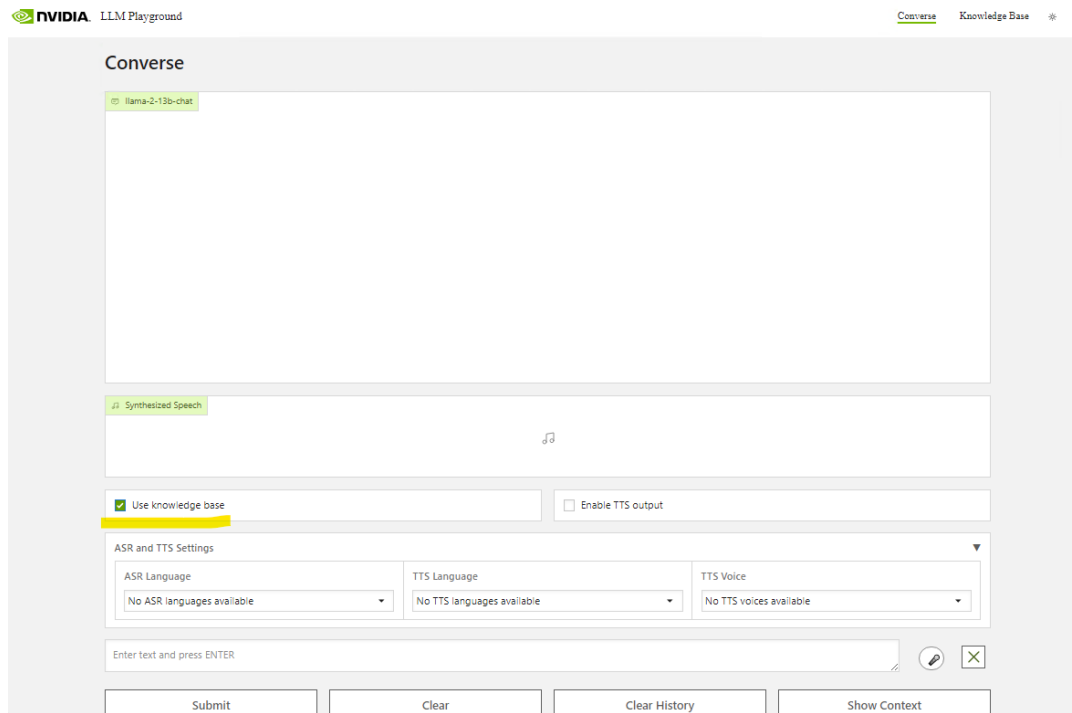 NVIDIA. LLM Playground Converse Knowledge Base
Converse
llama-2-13b-chat
Synthesized Speech
Use knowledge base Enable TTS output
ASR and TTS Settings
ASR Language TTS Language TTS Voice
No ASR languages available No TTS languages available No TTS voices available
Enter text and press ENTER
Submit Clear Clear History Show Context